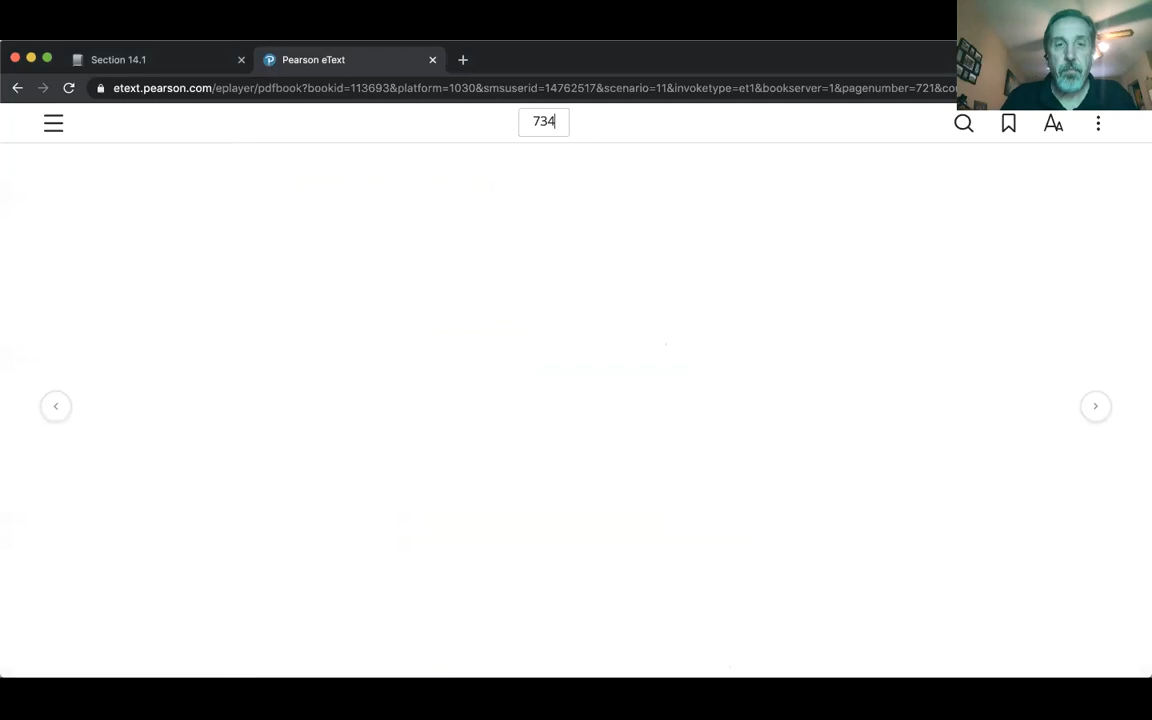 Section 14.1
Pearson eText
etext.pearson.com/eplayer/pdfbook?bookid=113693&platform=1030&smsuserid=14762517&scenario=11&invoketype=et1&bookserver=1&pagenumber=721&co
734
AA